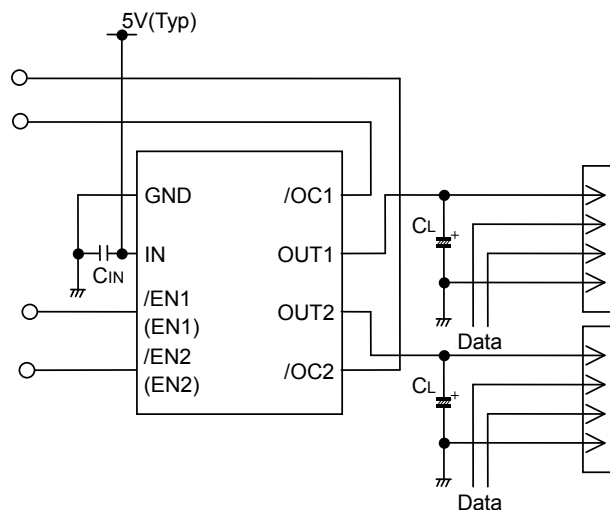 5V(Typ)
GND
/OC1
IN
OUT1
CIN
/EN1
(EN1)
OUT2
/EN2
(EN2)
/OC2
CL
+
Data
CL
+
Data